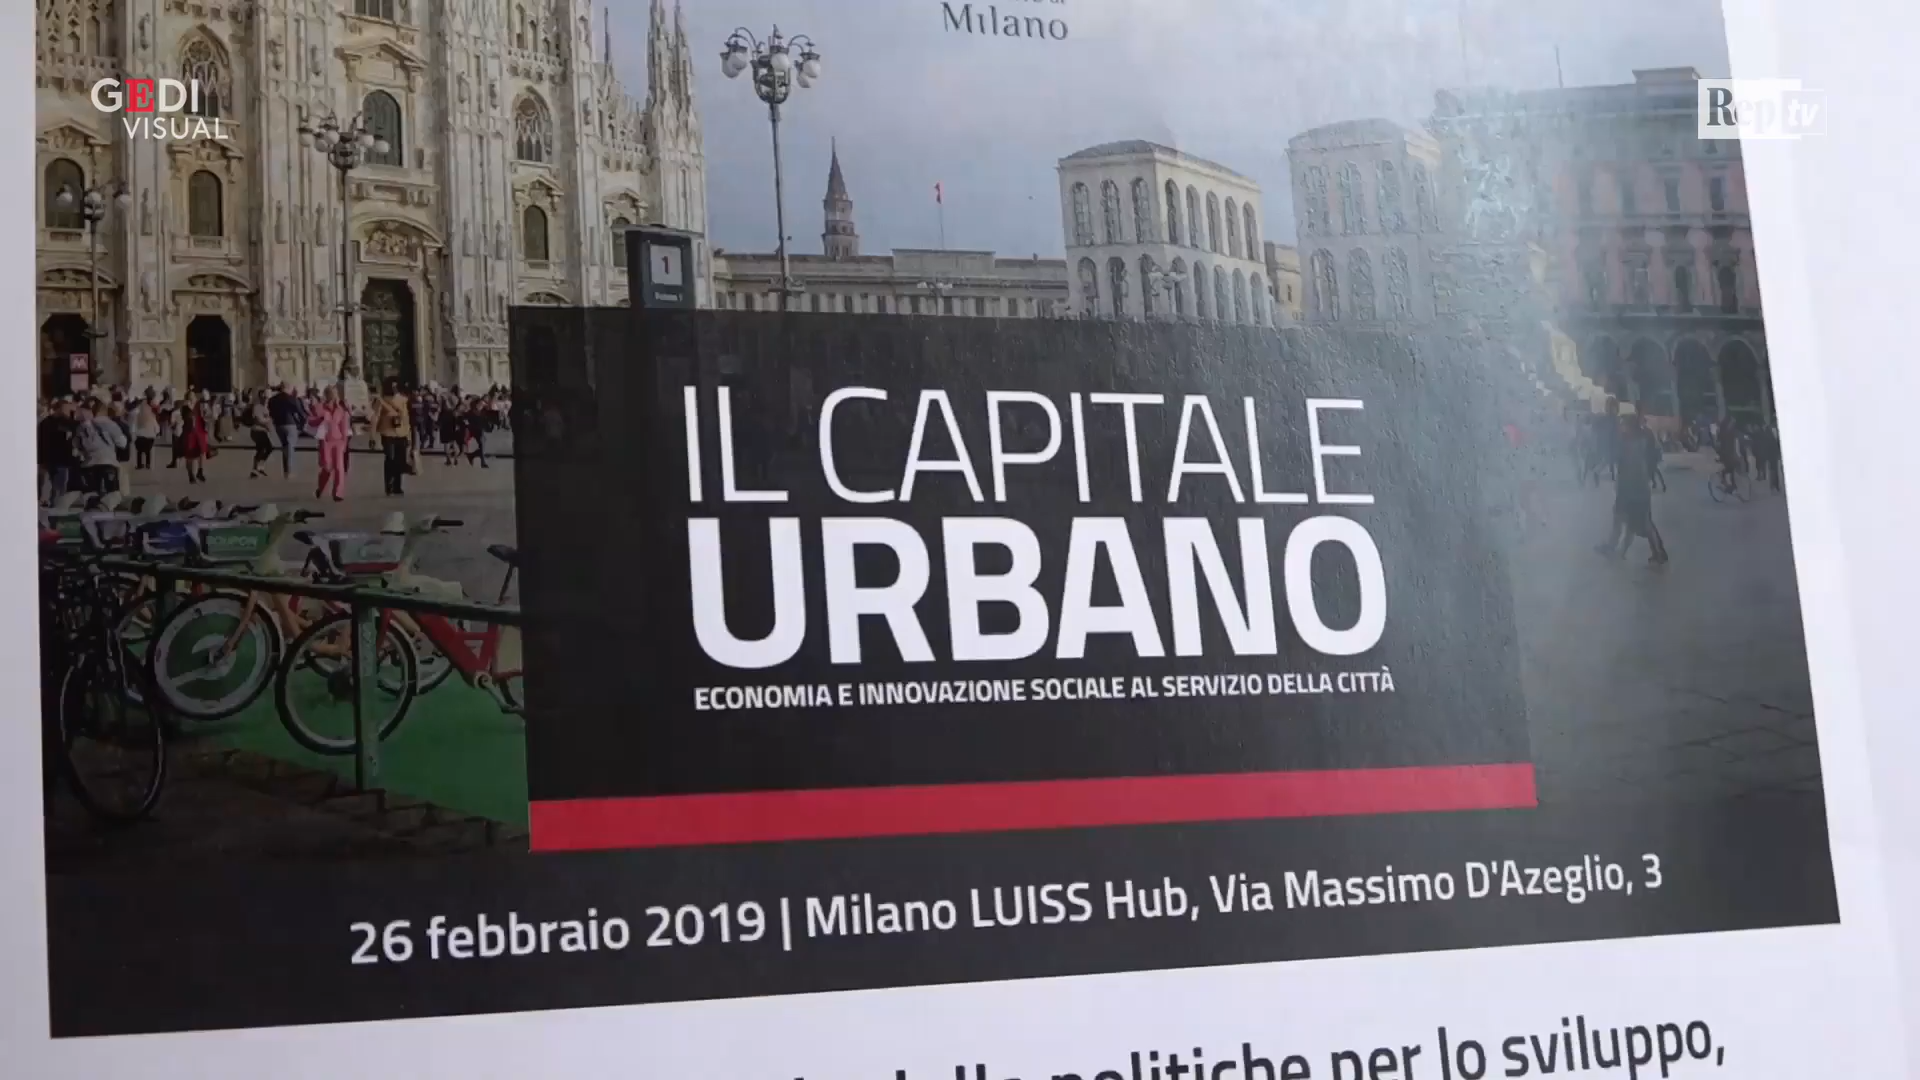 Milano
GEDI
VISUAL
Rep tv
1
IL CAPITALE
URBANO
ECONOMIA E INNOVAZIONE SOCIALE AL SERVIZIO DELLA CITTÀ
26 febbraio 2019 | Milano LUISS Hub, Via Massimo D'Azeglio, 3
politiche per lo sviluppo,